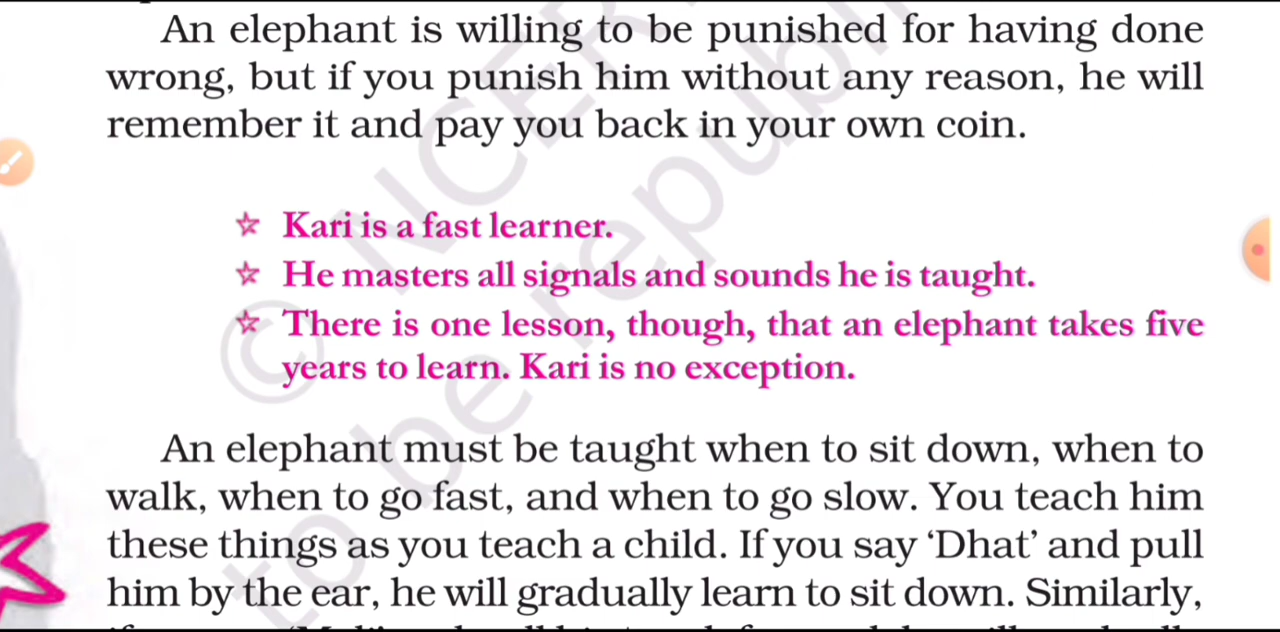 An elephant is willing to be punished for having done
wrong, but if you punish him without any reason, he will
remember it and pay you back in your own coin.
☆ Kari is a fast learner.
☆ He masters all signals and sounds he is taught.
☆ There is one lesson, though, that an elephant takes five
years to learn. Kari is no exception.
An elephant must be taught when to sit down, when to
walk, when to go fast, and when to go slow. You teach him
these things as you teach a child. If you say ‘Dhat’ and pull
him by the ear, he will gradually learn to sit down. Similarly,
© NCER
to be republi